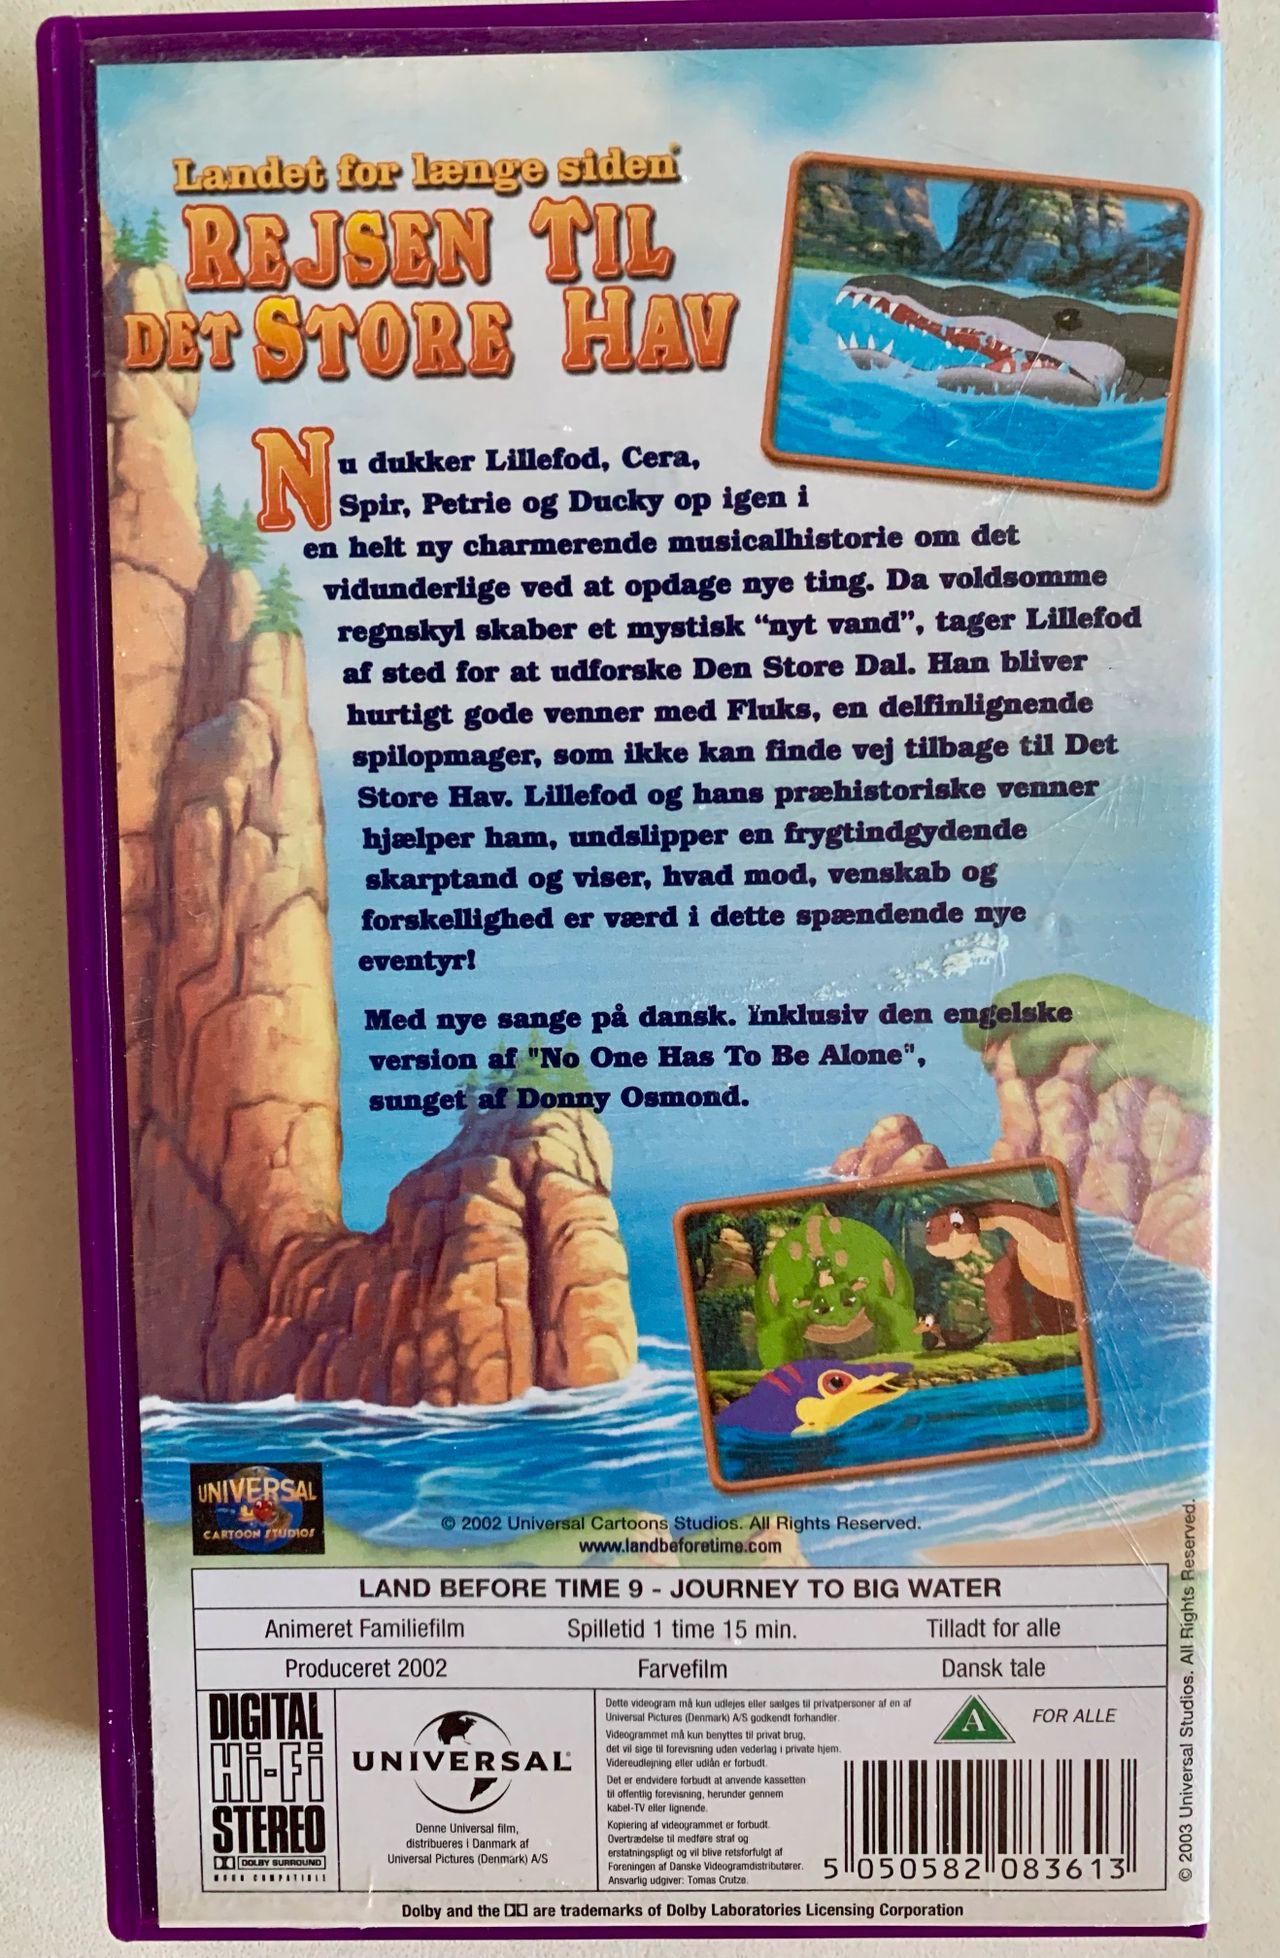 Landet for længe siden
REJSEN TIL
DET STORE HAV
Nu dukker Lillefod, Cera,
Spir, Petrie og Ducky op igen i
en helt ny charmerende musicalhistorie om det
vidunderlige ved at opdage nye ting. Da voldsomme
regnskyl skaber et mystisk “nyt vand”, tager Lillefod
af sted for at udforske Den Store Dal. Han bliver
hurtigt gode venner med Fluks, en delfinlignende
spilopmager, som ikke kan finde vej tilbage til Det
Store Hav. Lillefod og hans præhistoriske venner
hjælper ham, undslipper en frygtindgydende
skarptand og viser, hvad mod, venskab og
forskellighed er værd i dette spændende nye
eventyr!
Med nye sange på dansk. Inklusiv den engelske
version af "No One Has To Be Alone",
sunget af Donny Osmond.
UNIVERSAL
CARTOON STUDIOS
© 2002 Universal Cartoons Studios. All Rights Reserved.
www.landbeforetime.com
LAND BEFORE TIME 9 - JOURNEY TO BIG WATER
Animeret Familiefilm Spilletid 1 time 15 min. Tilladt for alle
Produceret 2002 Farvefilm Dansk tale
DIGITAL
Hi-Fi
STEREO
DOLBY SURROUND
UNIVERSAL
Denne Universal film,
distribueres i Danmark af
Universal Pictures (Denmark) A/S
Dette videogram må kun udlejes eller sælges til privatpersoner af en af
Universal Pictures (Denmark) A/S godkendt forhandler.
Videogrammet må kun benyttes til privat brug,
det vil sige til forevisning uden vederlag i private hjem.
Videreudlejning eller udlån er forbudt.
Det er endvidere forbudt at anvende kassetten
til offentlig forevisning, herunder gennem
kabel-TV eller lignende.
Kopiering af videogrammet er forbudt.
Overtrædelse til medføre straf og
erstatningspligt og vil blive retsforfulgt af
Foreningen af Danske Videogramdistributører.
Ansvarlig udgiver: Tomas Crutze.
A FOR ALLE
5 050582 083613
Dolby and the DD are trademarks of Dolby Laboratories Licensing Corporation
© 2003 Universal Studios. All Rights Reserved.